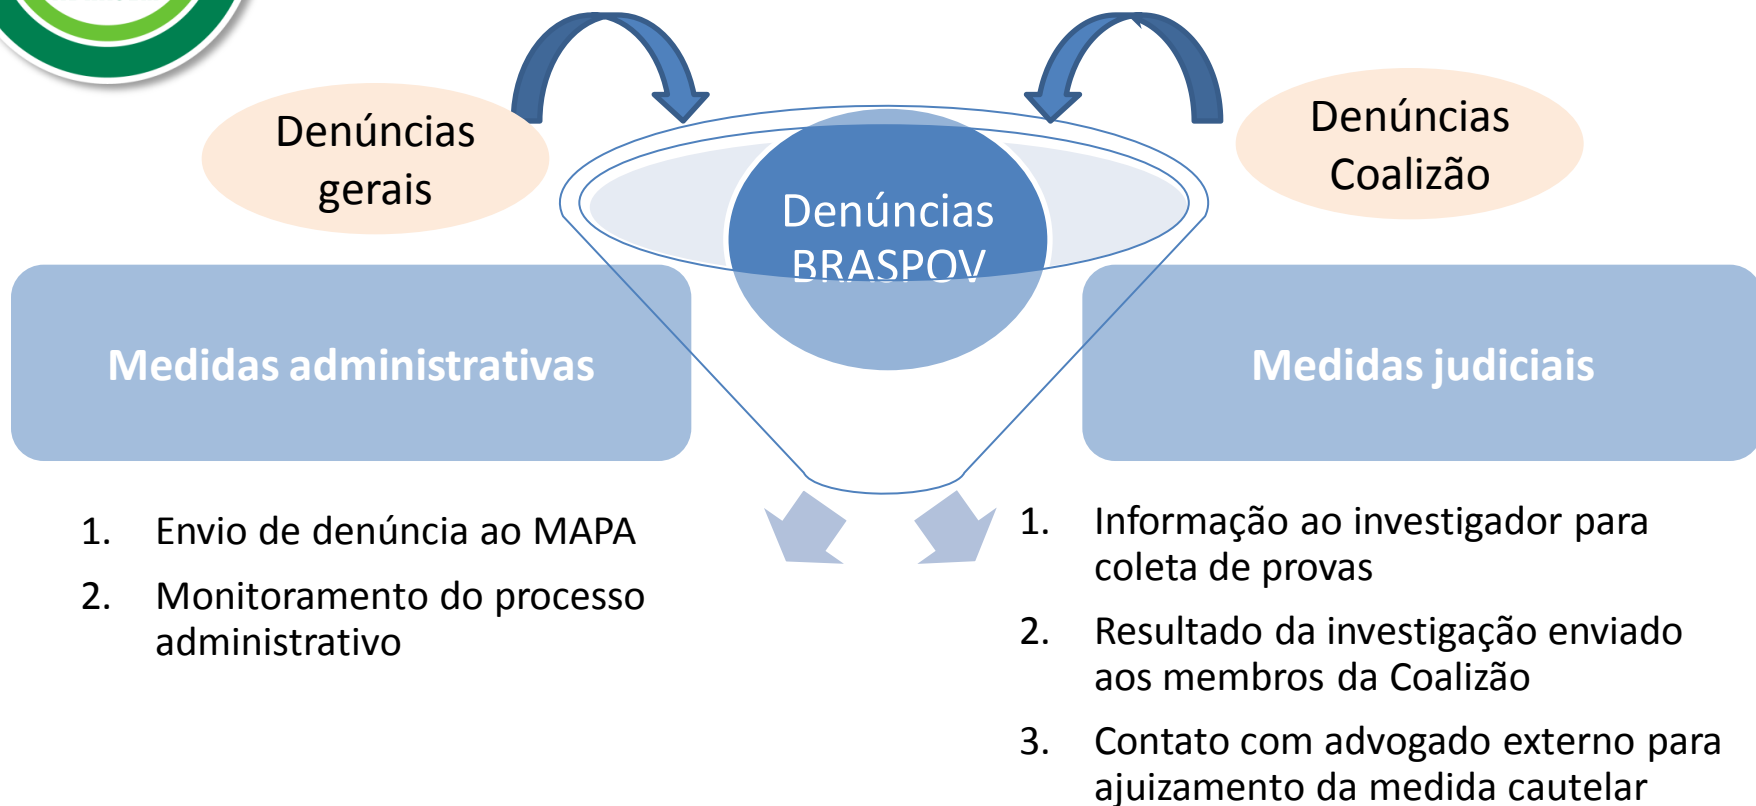 Denúncias
gerais
Denúncias
BRASPOV
Denúncias
Coalizão
Medidas administrativas
1. Envio de denúncia ao MAPA
2. Monitoramento do processo
administrativo
Medidas judiciais
1. Informação ao investigador para
coleta de provas
2. Resultado da investigação enviado
aos membros da Coalizão
3. Contato com advogado externo para
ajuizamento da medida cautelar